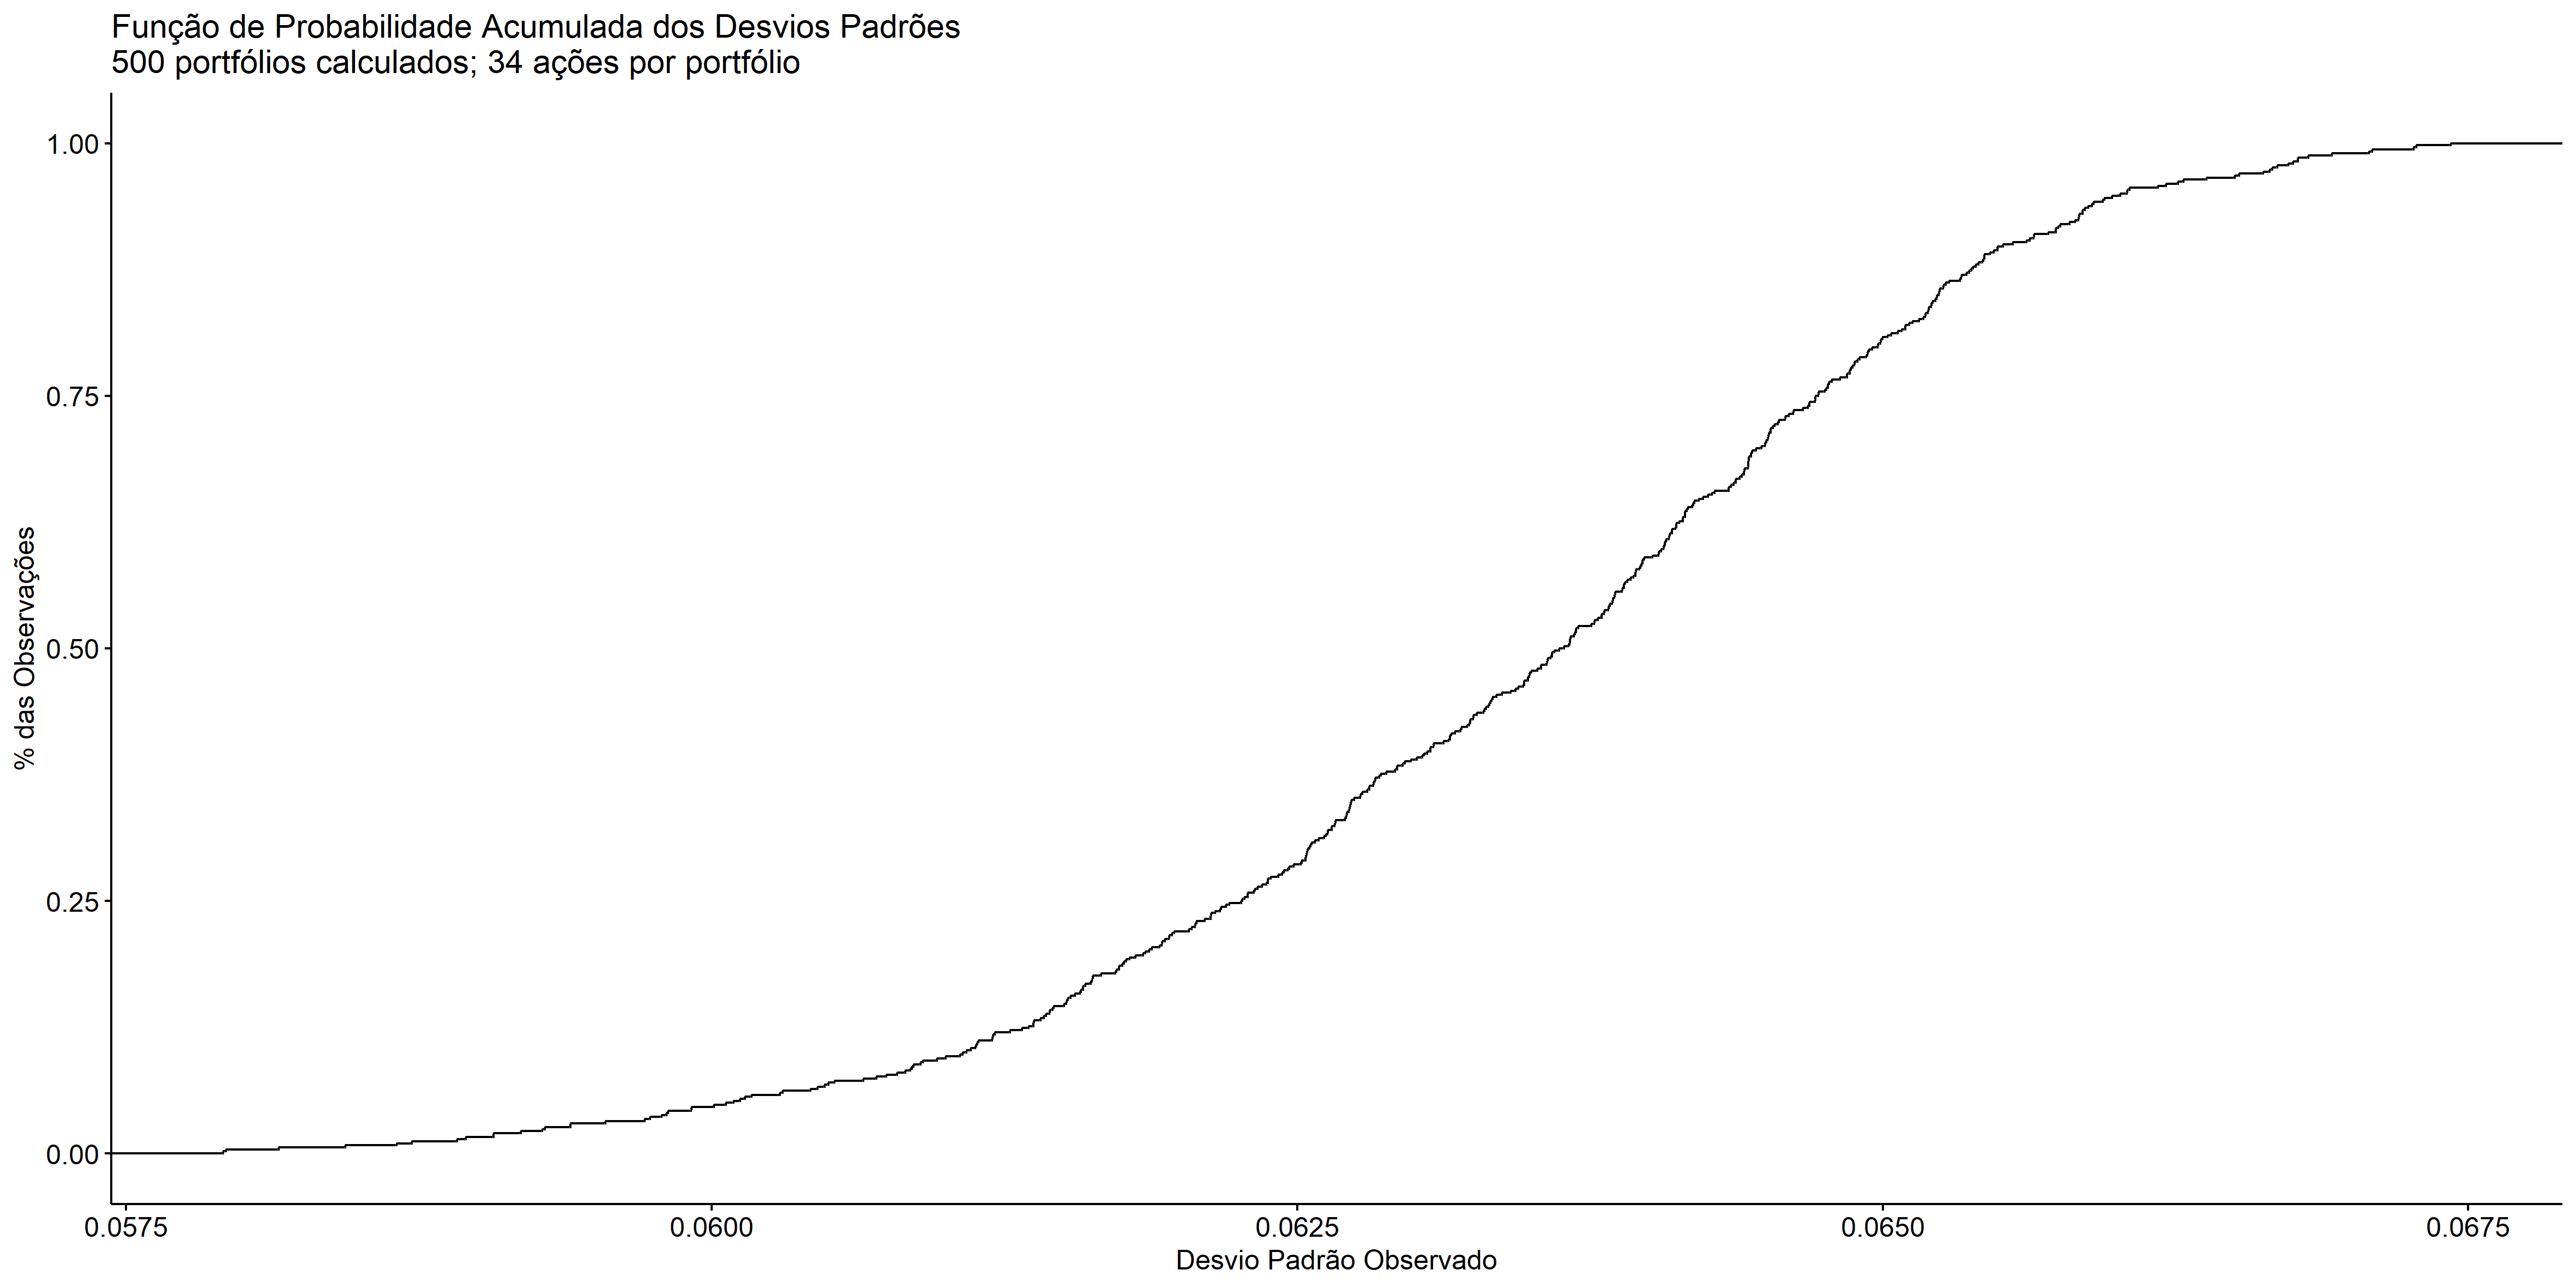 Função de Probabilidade Acumulada dos Desvios Padrões
500 portfólios calculados; 34 ações por portfólio
1.00
0.75
0.50
0.25
0.00
% das Observações
0.0575
0.0600
0.0625
0.0650
0.0675
Desvio Padrão Observado